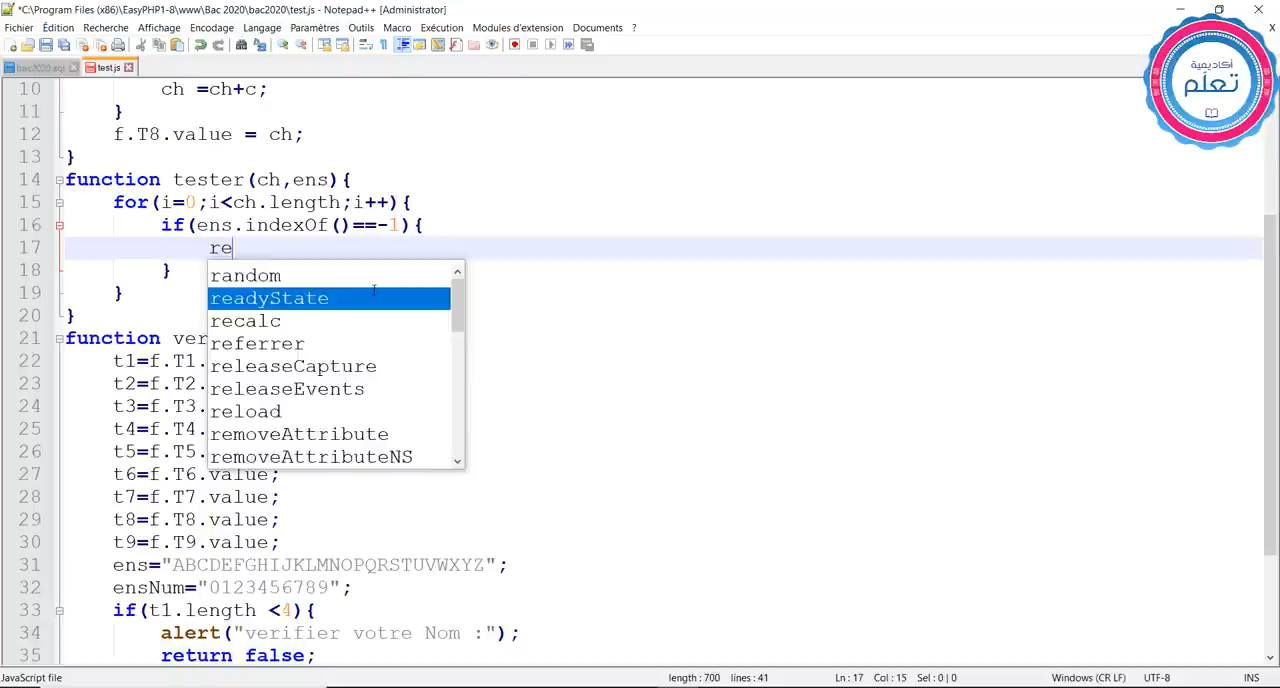 *C:\Program Files (x86)\EasyPHP1-8\www\Bac 2020\bac2020\test.js - Notepad++ [Administrator]
Fichier Édition Recherche Affichage Encodage Langage Paramètres Outils Macro Exécution Modules d'extension Documents ? X
bac2020.sql test.js
أكاديمية
تعلّم
10 ch =ch+c;
11 }
12 f.T8.value = ch;
13 }
14 function tester(ch,ens){
15 for(i=0;i<ch.length;i++){
16 if(ens.indexOf()==-1){
17 re
random
18 }
readyState
19 }
recalc
20 }
referrer
21 function ver
22 t1=f.T1.
releaseCapture
23 t2=f.T2.
releaseEvents
24 t3=f.T3.
reload
25 t4=f.T4.
removeAttribute
26 t5=f.T5.
removeAttributeNS
27 t6=f.T6.value;
28 t7=f.T7.value;
29 t8=f.T8.value;
30 t9=f.T9.value;
31 ens="ABCDEFGHIJKLMNOPQRSTUVWXYZ";
32 ensNum="0123456789";
33 if(t1.length <4){
34 alert("verifier votre Nom :");
35 return false;
JavaScript file length : 700 lines : 41 Ln : 17 Col : 15 Sel : 0 | 0 Windows (CR LF) UTF-8 INS